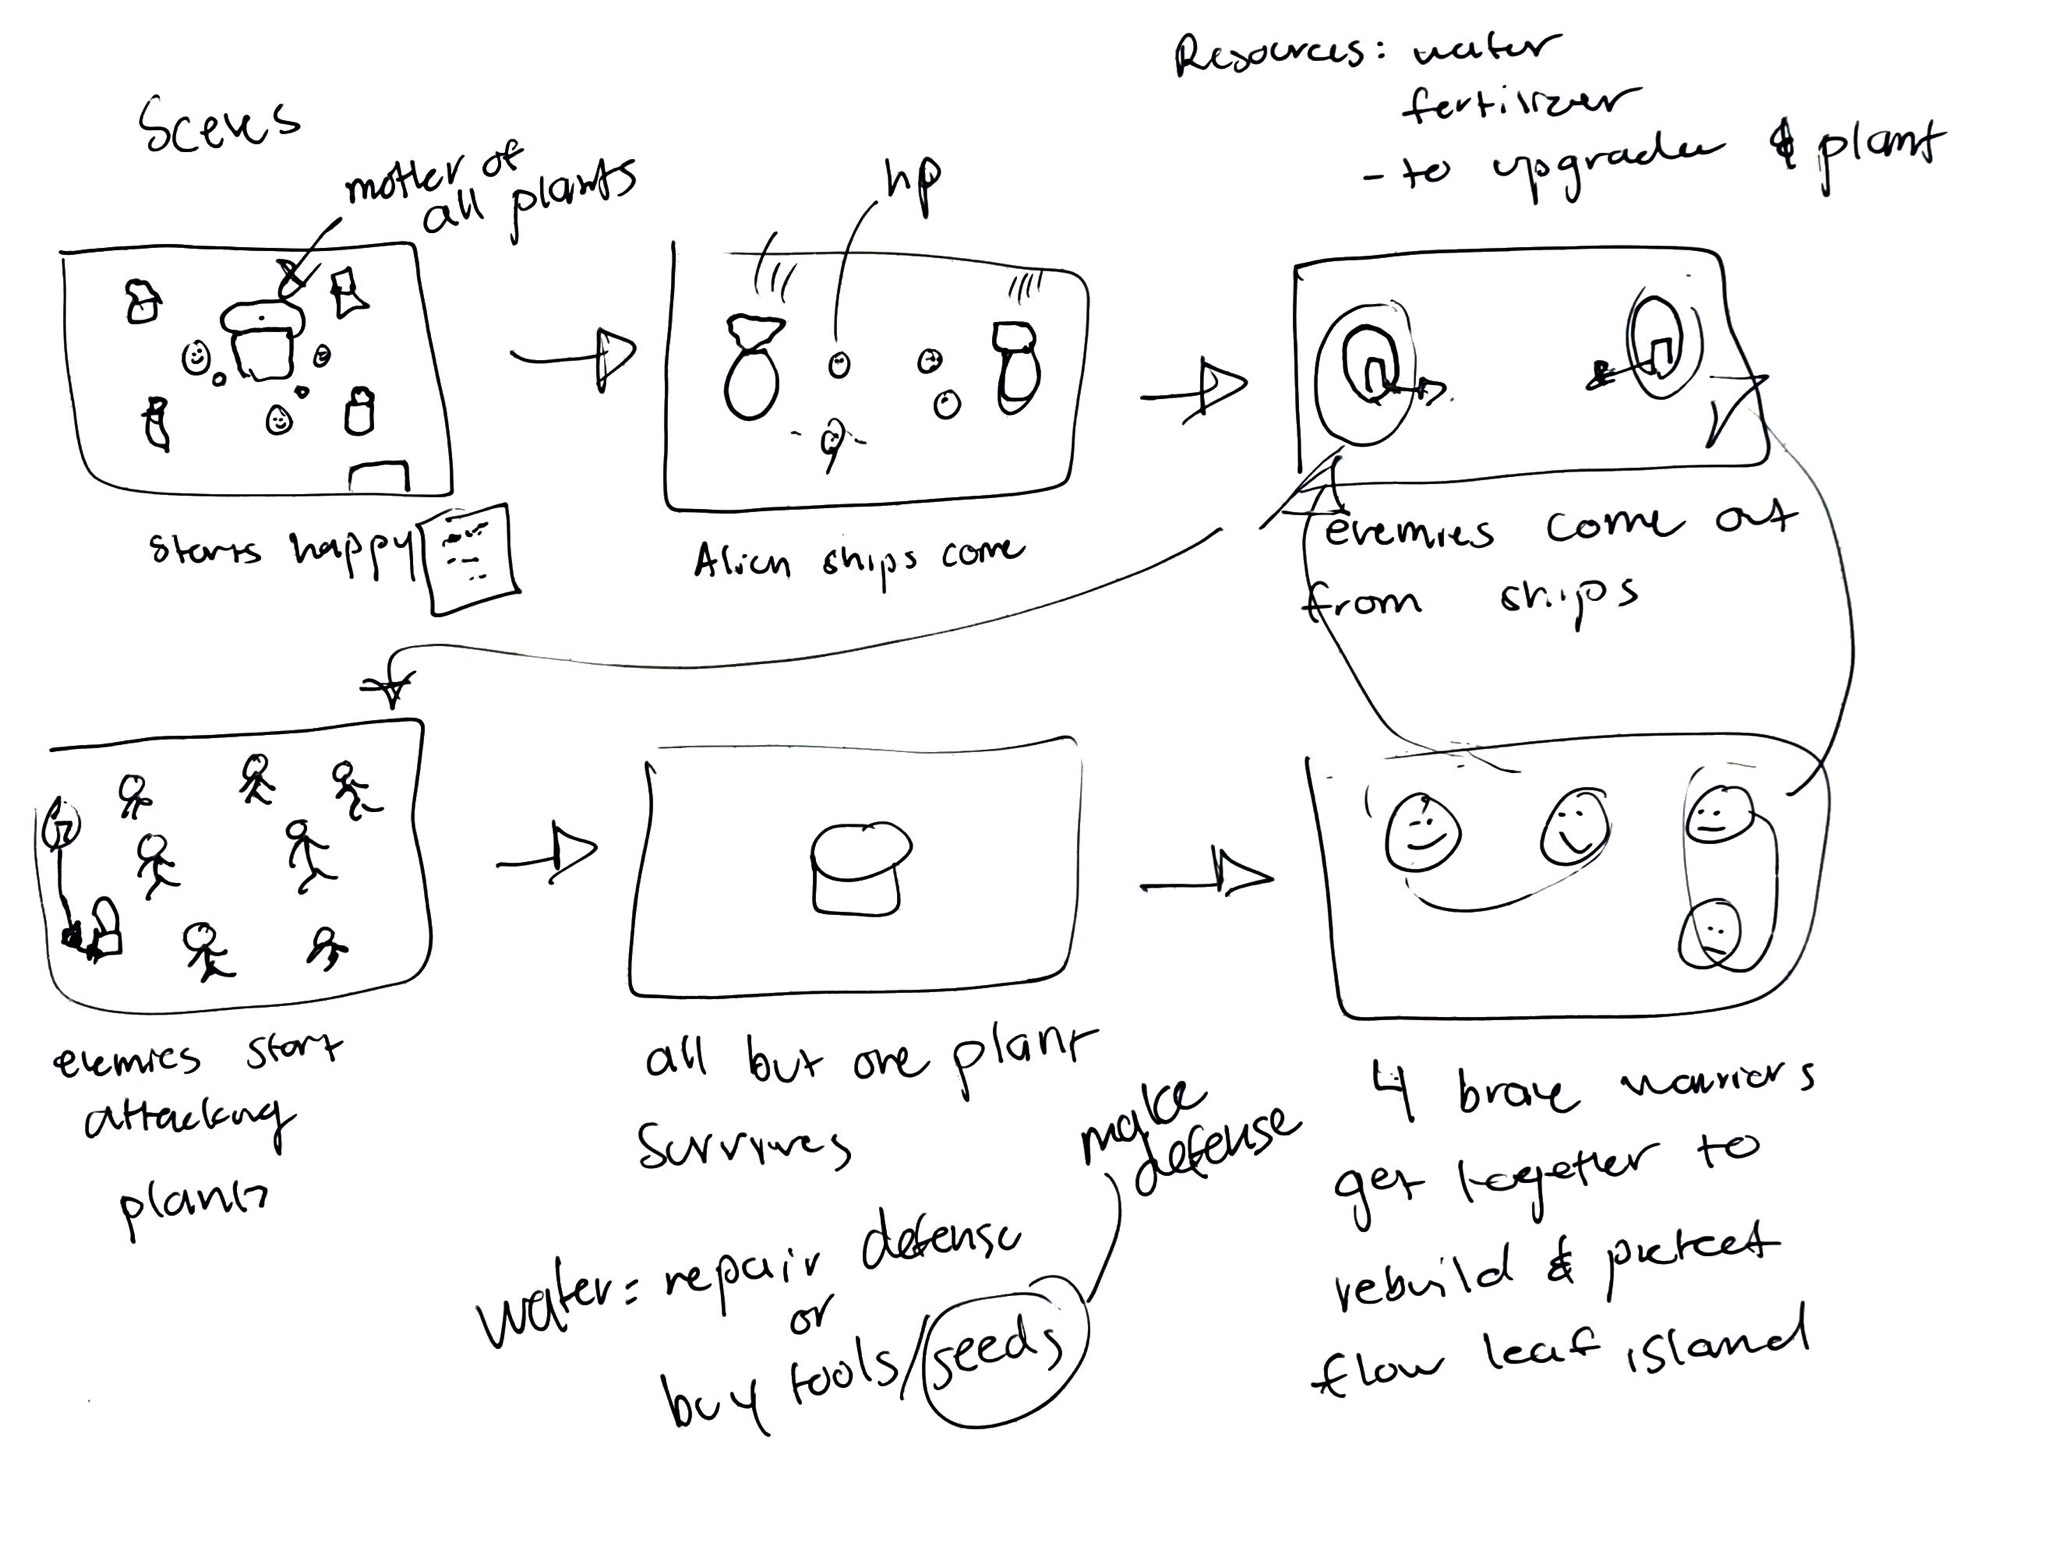 Scenes
mother of
all plants
hp
Resources: water
fertilizer
- to upgrade & plant
starts happy
Alien ships come
enemies come out
from ships
enemies start
attacking
plants
all but one plant
survives
make
defense
4 brave warriors
get together to
rebuild & protect
flow leaf island
water = repair defense
or
buy tools/seeds